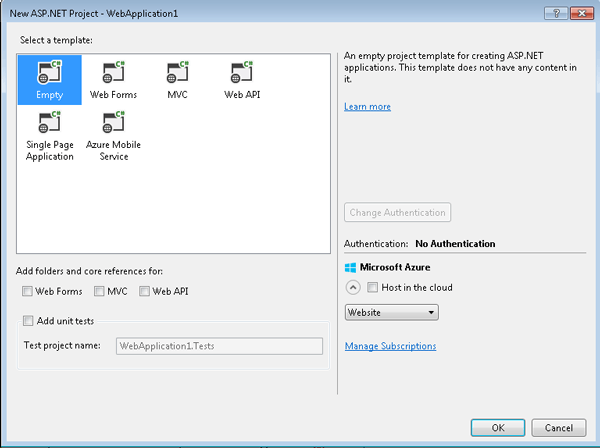 New ASP.NET Project - WebApplication1
Select a template:
Empty
Web Forms
MVC
Web API
Single Page
Application
Azure Mobile
Service
An empty project template for creating ASP.NET
applications. This template does not have any content in
it.
Learn more
Change Authentication
Authentication: No Authentication
Microsoft Azure
Host in the cloud
Website
Manage Subscriptions
Add folders and core references for:
Web Forms
MVC
Web API
Add unit tests
Test project name:
WebApplication1.Tests
OK
Cancel